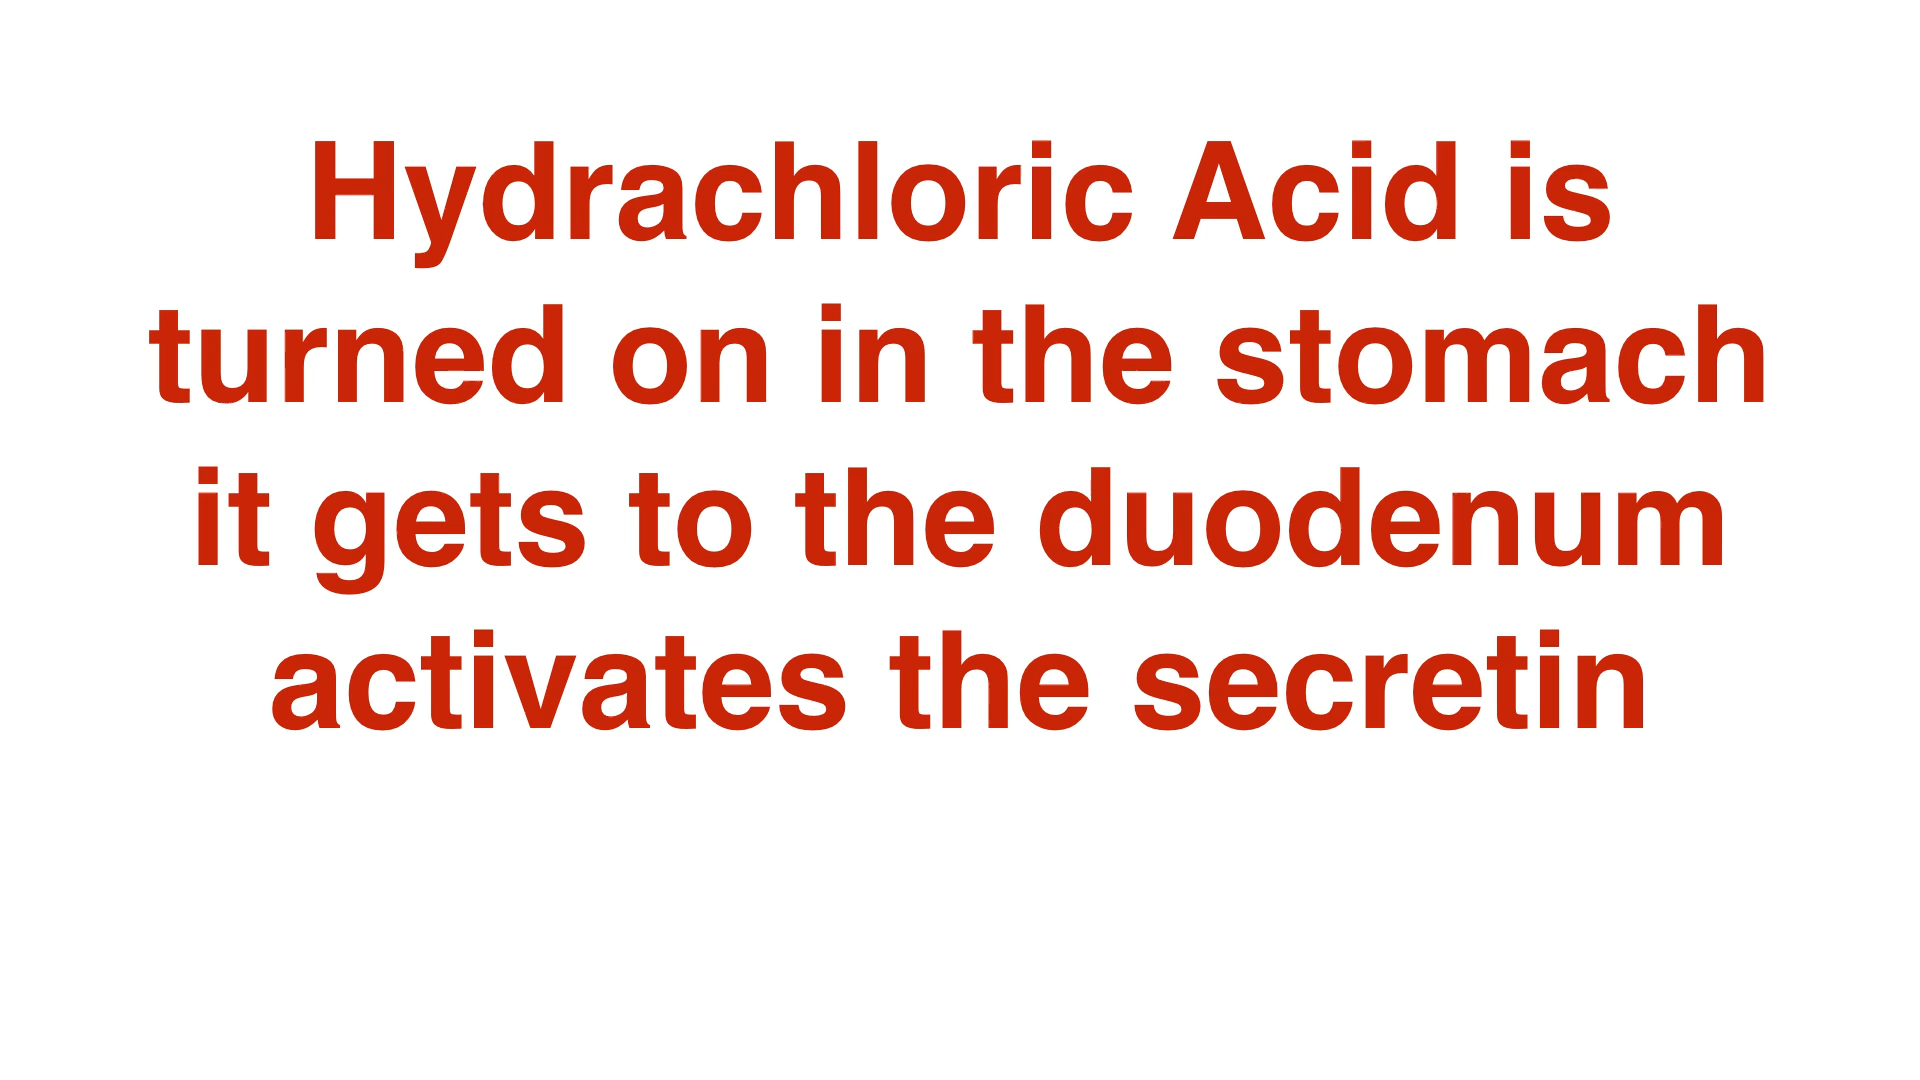 Hydrachloric Acid is
turned on in the stomach
it gets to the duodenum
activates the secretin